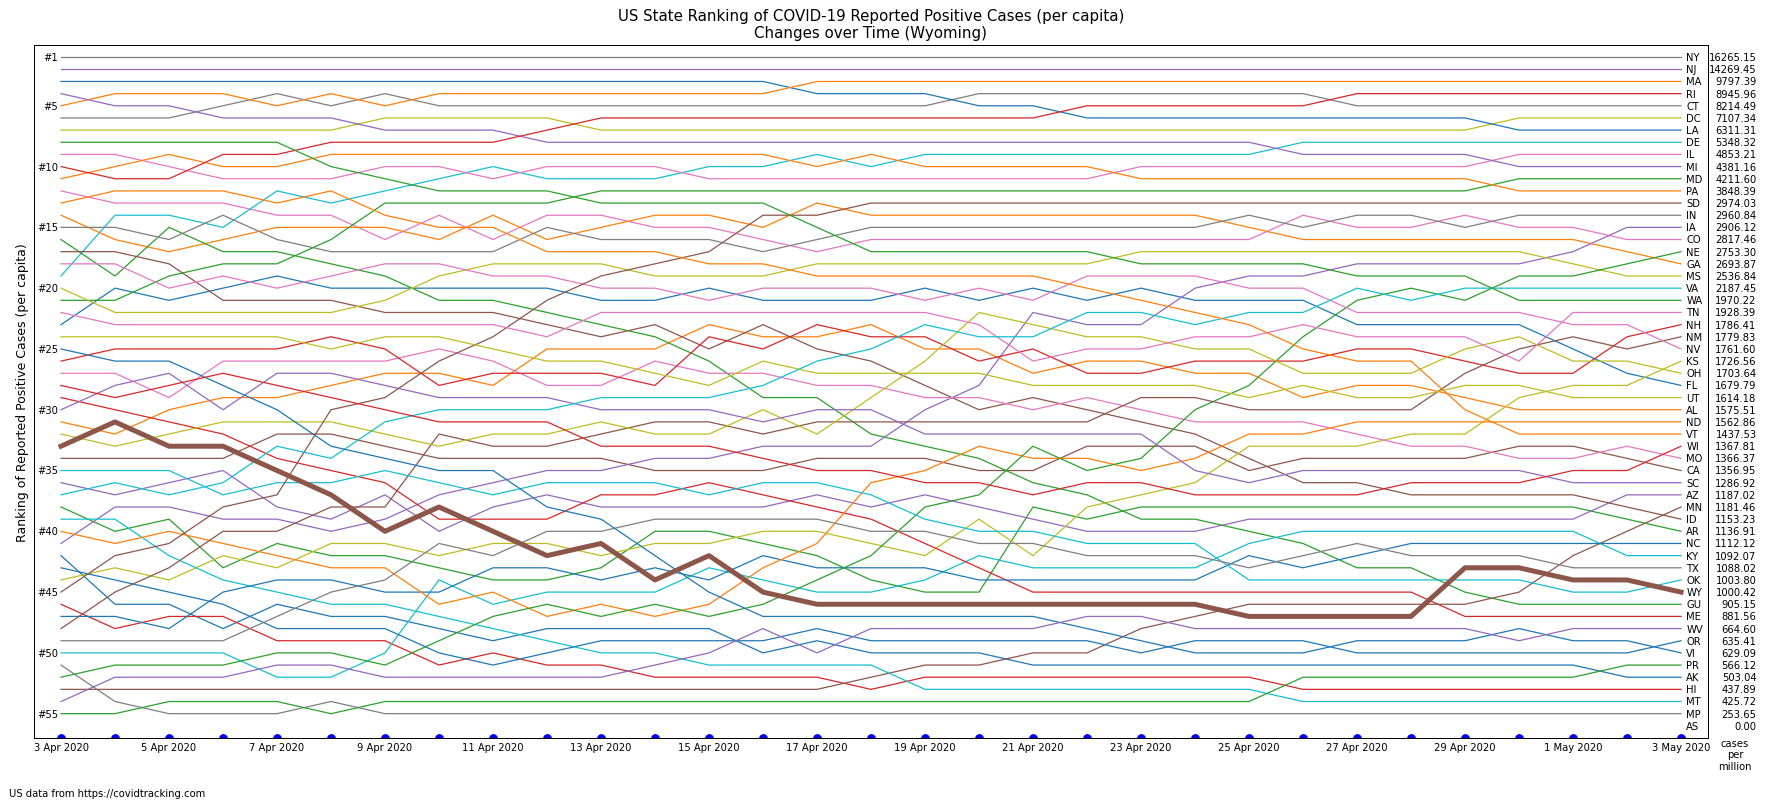 US State Ranking of COVID-19 Reported Positive Cases (per capita)
Changes over Time (Wyoming)
Ranking of Reported Positive Cases (per capita)
#1
#5
#10
#15
#20
#25
#30
#35
#40
#45
#50
#55
NY 16265.15
NJ 14269.45
MA 9797.39
RI 8945.96
CT 8214.49
DC 7107.34
LA 6311.31
DE 5348.32
IL 4853.21
MI 4381.16
MD 4211.60
PA 3848.39
SD 2974.03
IN 2960.84
IA 2906.12
CO 2817.46
NE 2753.30
GA 2693.87
MS 2536.84
VA 2187.45
WA 1970.22
TN 1928.39
NH 1786.41
NM 1779.83
NV 1761.60
KS 1726.56
OH 1703.64
FL 1679.79
UT 1614.18
AL 1575.51
ND 1562.86
VT 1437.53
WI 1367.81
MO 1366.37
CA 1356.95
SC 1286.92
AZ 1187.02
MN 1181.46
ID 1153.23
AR 1136.91
NC 1112.12
KY 1092.07
TX 1088.02
OK 1003.80
WY 1000.42
GU 905.15
ME 881.56
WV 664.60
OR 635.41
VI 629.09
PR 566.12
AK 503.04
HI 437.89
MT 425.72
MP 253.65
AS 0.00
3 Apr 2020 5 Apr 2020 7 Apr 2020 9 Apr 2020 11 Apr 2020 13 Apr 2020 15 Apr 2020 17 Apr 2020 19 Apr 2020 21 Apr 2020 23 Apr 2020 25 Apr 2020 27 Apr 2020 29 Apr 2020 1 May 2020 3 May 2020
cases
per
million
US data from https://covidtracking.com